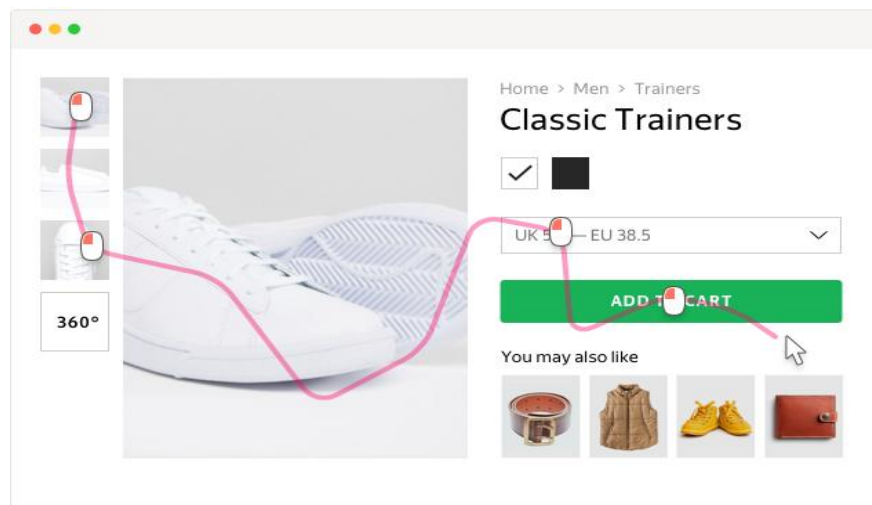 Home > Men > Trainers
Classic Trainers
UK 5 — EU 38.5
360°
ADD T CART
You may also like